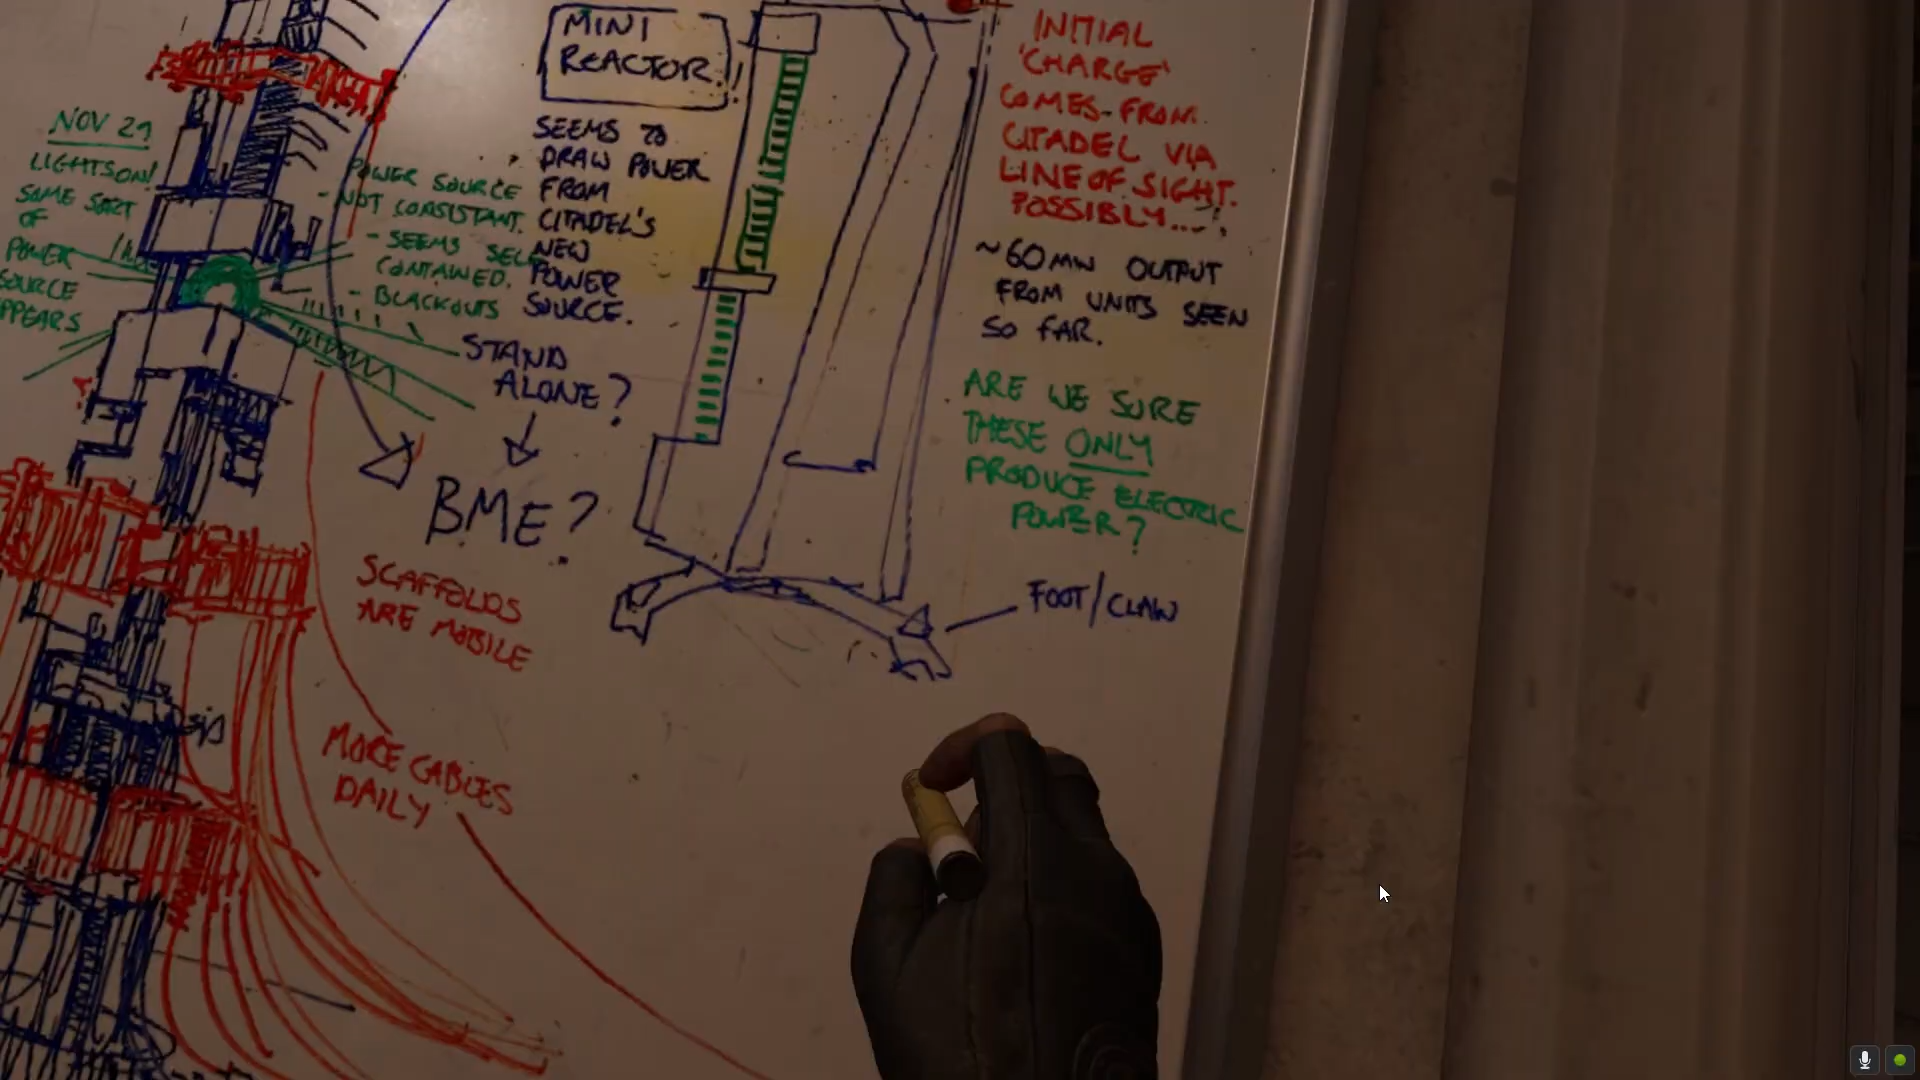 MINI
REACTOR
SEEMS TO
DRAW POWER
FROM
CITADEL'S
NEW
POWER
SOURCE.
INITIAL
'CHARGE'
COMES FROM
CITADEL VIA
LINE OF SIGHT.
POSSIBLY...!
~60MW OUTPUT
FROM UNITS SEEN
SO FAR.
ARE WE SURE
THESE ONLY
PRODUCE ELECTRIC
POWER?
NOV 29
LIGHTS ON!
SOME SORT
OF
POWER
SOURCE
APPEARS
POWER SOURCE
- NOT CONSISTANT.
- SEEMS SELF
CONTAINED.
- BLACKOUTS
STAND
ALONE?
BME?
SCAFFOLDS
ARE MOBILE
FOOT/CLAW
MORE CABLES
DAILY